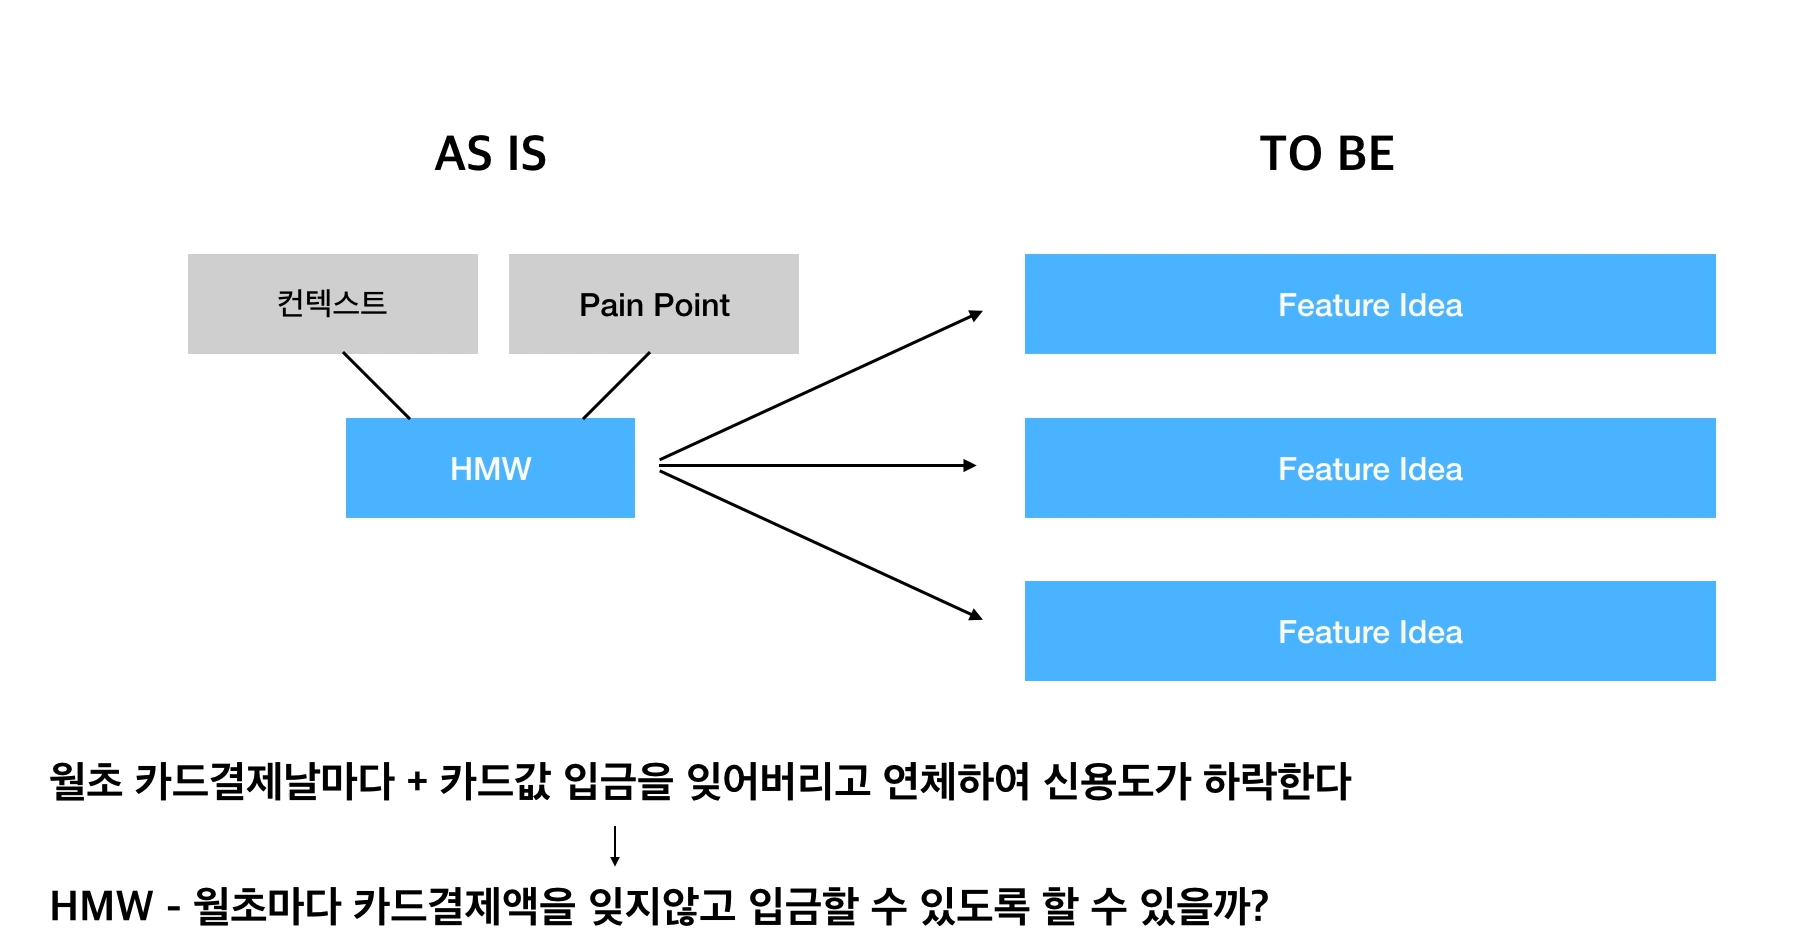 AS IS
TO BE
컨텍스트
Pain Point
Feature Idea
HMW
Feature Idea
Feature Idea
월초 카드결제날마다 + 카드값 입금을 잊어버리고 연체하여 신용도가 하락한다
HMW - 월초마다 카드결제액을 잊지않고 입금할 수 있도록 할 수 있을까?